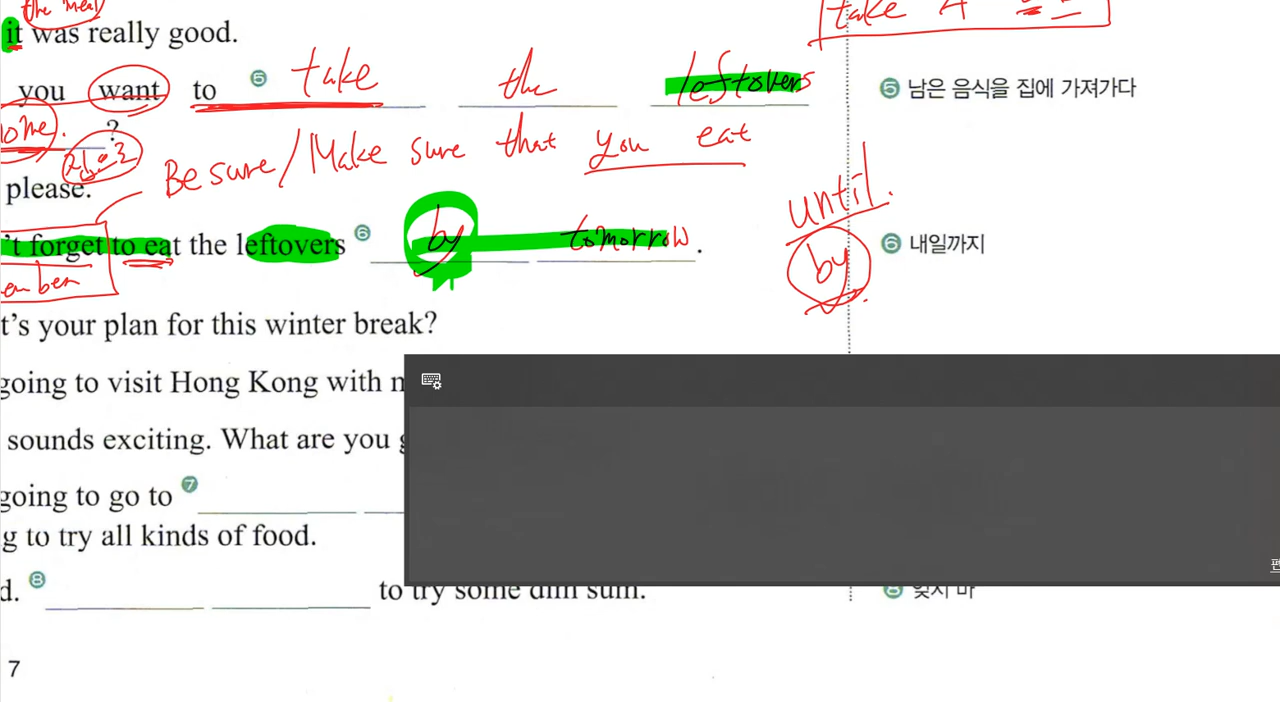 the meal
it was really good.
take A
you want to ⑤ take the leftovers
⑤ 남은 음식을 집에 가져가다
home. ?
Be sure/Make sure that you eat
please.
until.
't forget to eat the leftovers ⑥ by tomorrow.
by
⑥ 내일까지
t's your plan for this winter break?
going to visit Hong Kong with
sounds exciting. What are you
going to go to ⑦
g to try all kinds of food.
d. ⑧ to try some dim sum.
⑧ 잊지 마
7